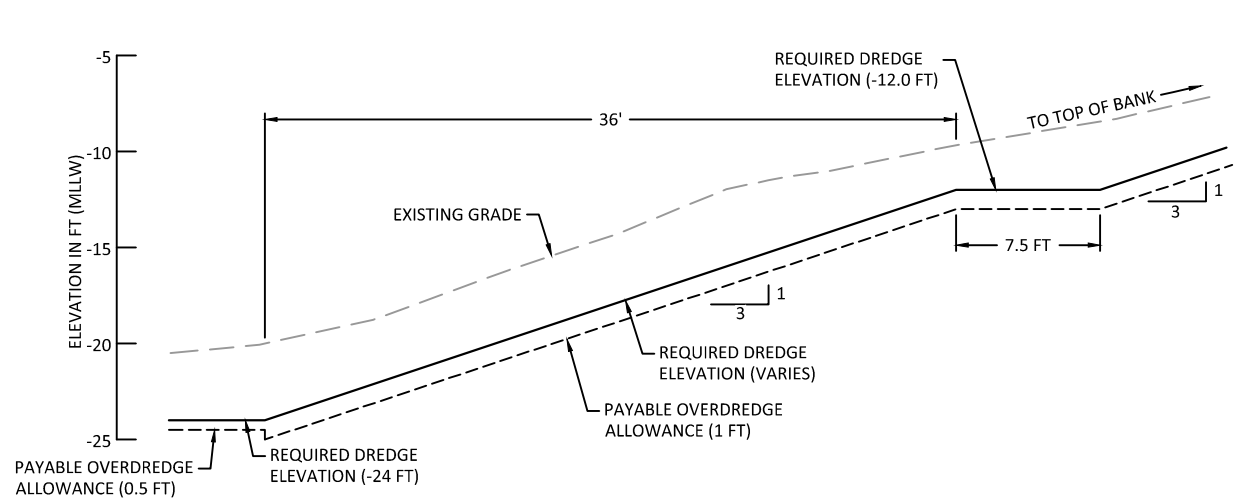 -5
REQUIRED DREDGE
ELEVATION (-12.0 FT)
TO TOP OF BANK
36'
-10
ELEVATION IN FT (MLLW)
EXISTING GRADE
1
3
-15
7.5 FT
1
3
-20
REQUIRED DREDGE
ELEVATION (VARIES)
PAYABLE OVERDREDGE
ALLOWANCE (1 FT)
-25
REQUIRED DREDGE
ELEVATION (-24 FT)
PAYABLE OVERDREDGE
ALLOWANCE (0.5 FT)